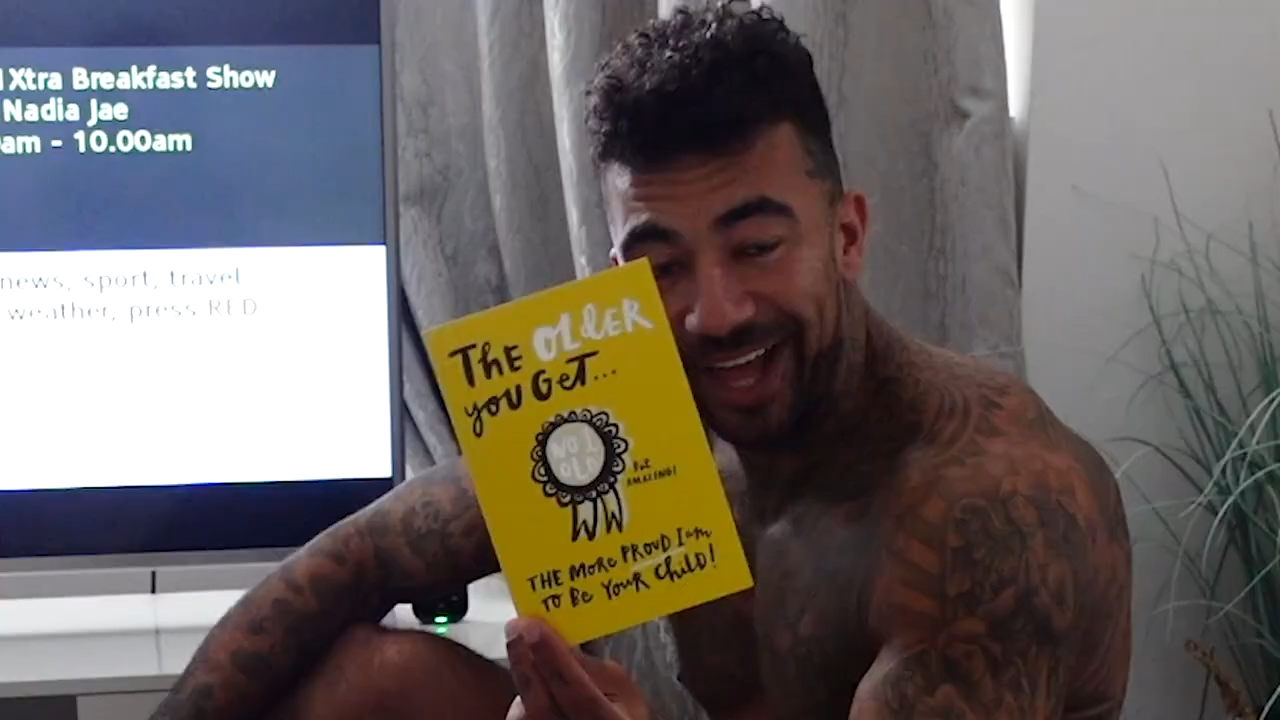 Xtra Breakfast Show
Nadia Jae
am - 10.00am
news, sport, travel
weather, press RED
The OLDER
you GeT...
NO 1
OLD
BuT
AMAZING!
THE MoRe PROUD I am
TO Be YouR ChilD!